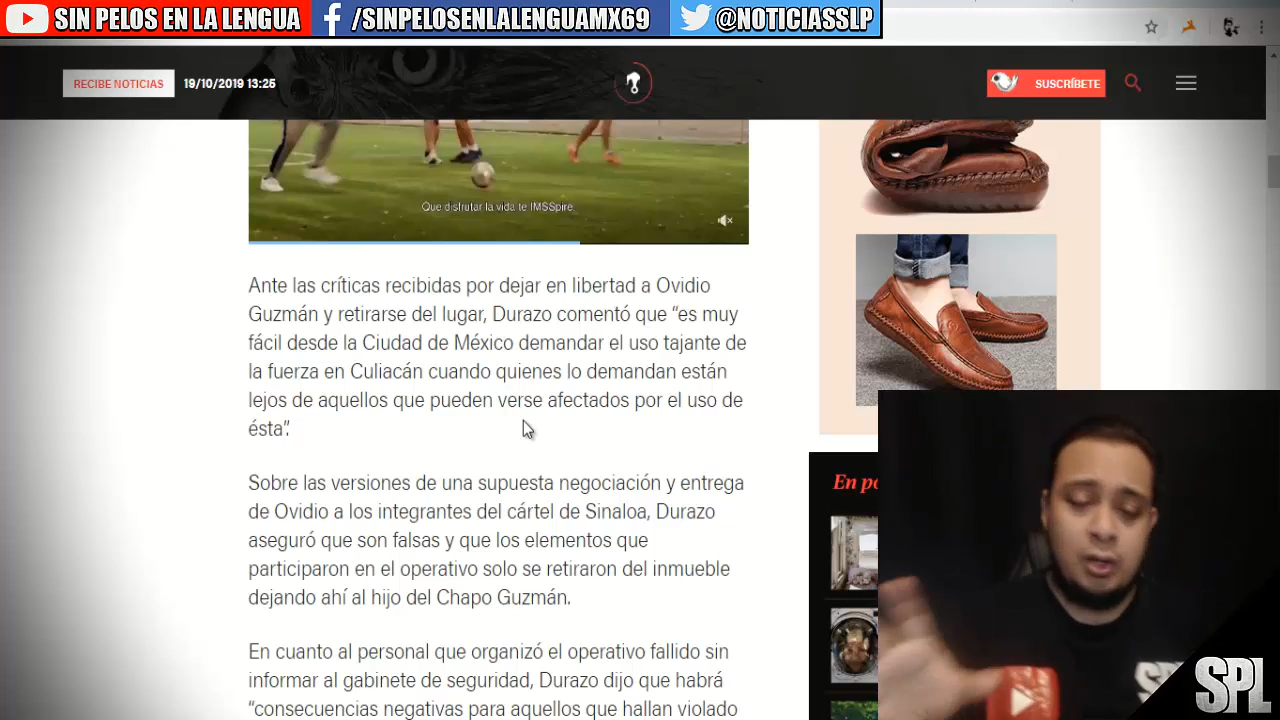 SIN PELOS EN LA LENGUA
/SINPELOSENLALENGUAMX69
@NOTICIASSLP
RECIBE NOTICIAS
19/10/2019 13:25
SUSCRÍBETE
Que disfrutar la vida te IMSSpire.
Ante las críticas recibidas por dejar en libertad a Ovidio
Guzmán y retirarse del lugar, Durazo comentó que “es muy
fácil desde la Ciudad de México demandar el uso tajante de
la fuerza en Culiacán cuando quienes lo demandan están
lejos de aquellos que pueden verse afectados por el uso de
ésta”.
Sobre las versiones de una supuesta negociación y entrega
de Ovidio a los integrantes del cártel de Sinaloa, Durazo
aseguró que son falsas y que los elementos que
participaron en el operativo solo se retiraron del inmueble
dejando ahí al hijo del Chapo Guzmán.
En cuanto al personal que organizó el operativo fallido sin
informar al gabinete de seguridad, Durazo dijo que habrá
“consecuencias negativas para aquellos que hallan violado
En po
SPL